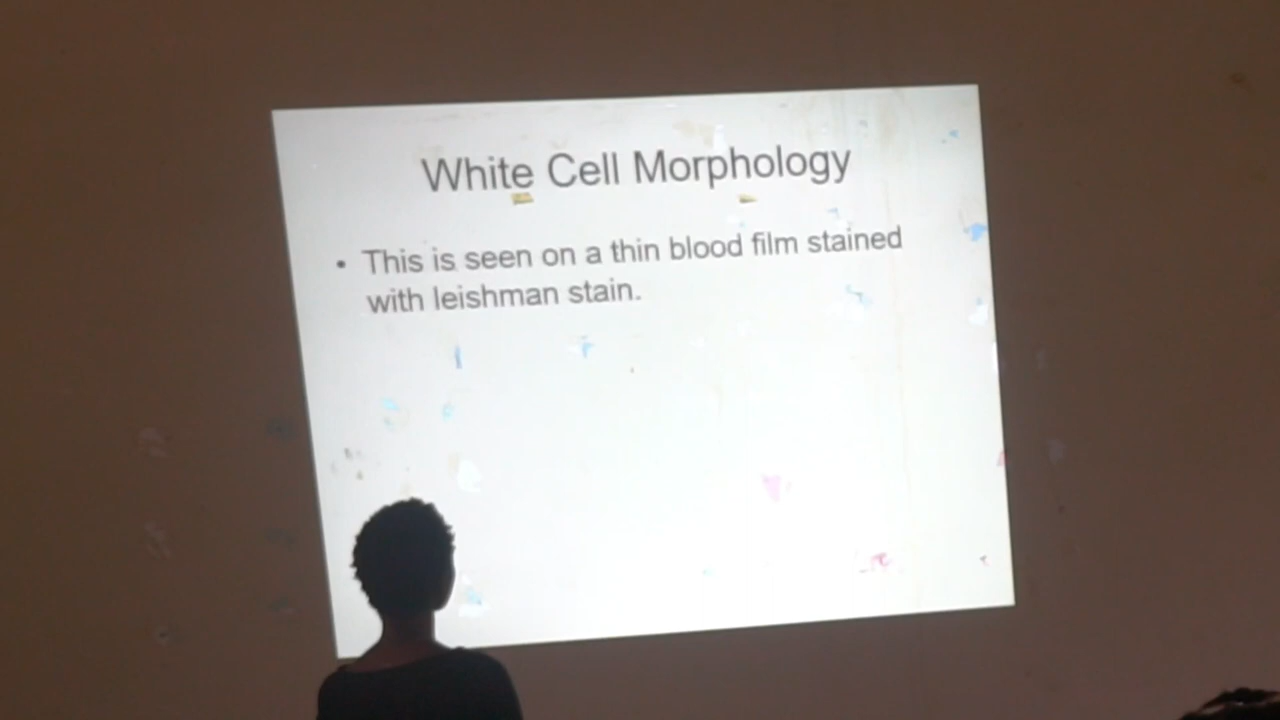 White Cell Morphology
• This is seen on a thin blood film stained
with leishman stain.